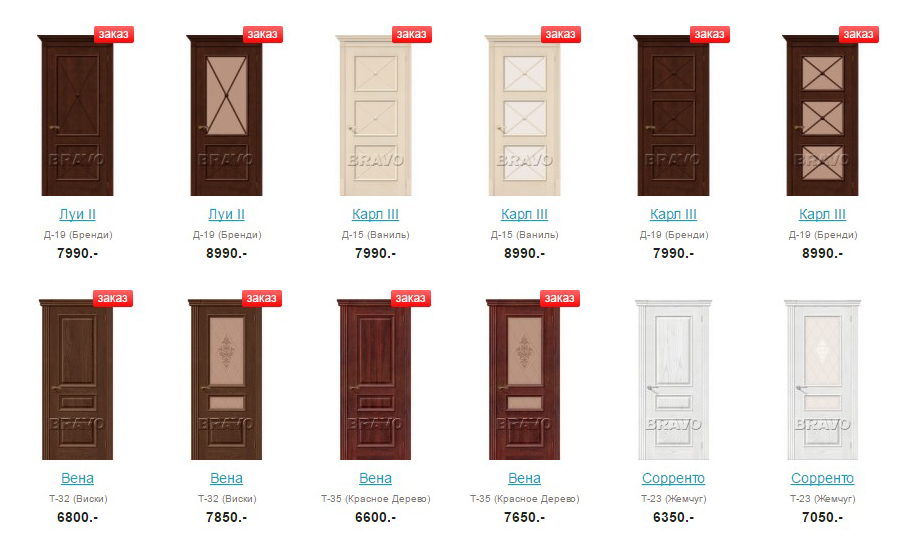 заказ заказ заказ заказ заказ заказ
BRAVO BRAVO BRAVO BRAVO BRAVO BRAVO
Луи II Луи II Карл III Карл III Карл III Карл III
Д-19 (Бренди) Д-19 (Бренди) Д-15 (Ваниль) Д-15 (Ваниль) Д-19 (Бренди) Д-19 (Бренди)
7990.- 8990.- 7990.- 8990.- 7990.- 8990.-
заказ заказ заказ заказ
BRAVO BRAVO BRAVO BRAVO BRAVO BRAVO
Вена Вена Вена Вена Сорренто Сорренто
Т-32 (Виски) Т-32 (Виски) Т-35 (Красное Дерево) Т-35 (Красное Дерево) Т-23 (Жемчуг) Т-23 (Жемчуг)
6800.- 7850.- 6600.- 7650.- 6350.- 7050.-